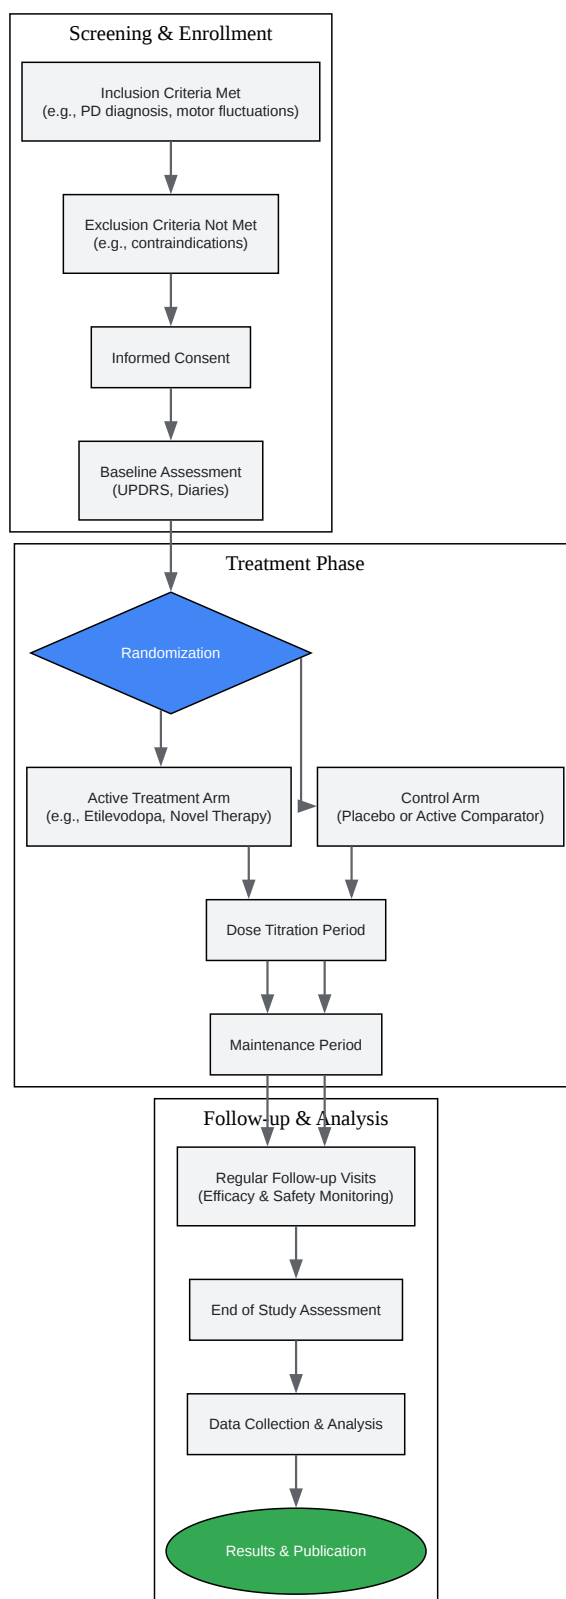 Screening & Enrollment
Inclusion Criteria Met
(e.g., PD diagnosis, motor fluctuations)
Exclusion Criteria Not Met
(e.g., contraindications)
Informed Consent
Baseline Assessment
(UPDRS, Diaries)
Treatment Phase
Randomization
Active Treatment Arm
(e.g., Etilevodopa, Novel Therapy)
Control Arm
(Placebo or Active Comparator)
Dose Titration Period
Maintenance Period
Follow-up & Analysis
Regular Follow-up Visits
(Efficacy & Safety Monitoring)
End of Study Assessment
Data Collection & Analysis
Results & Publication